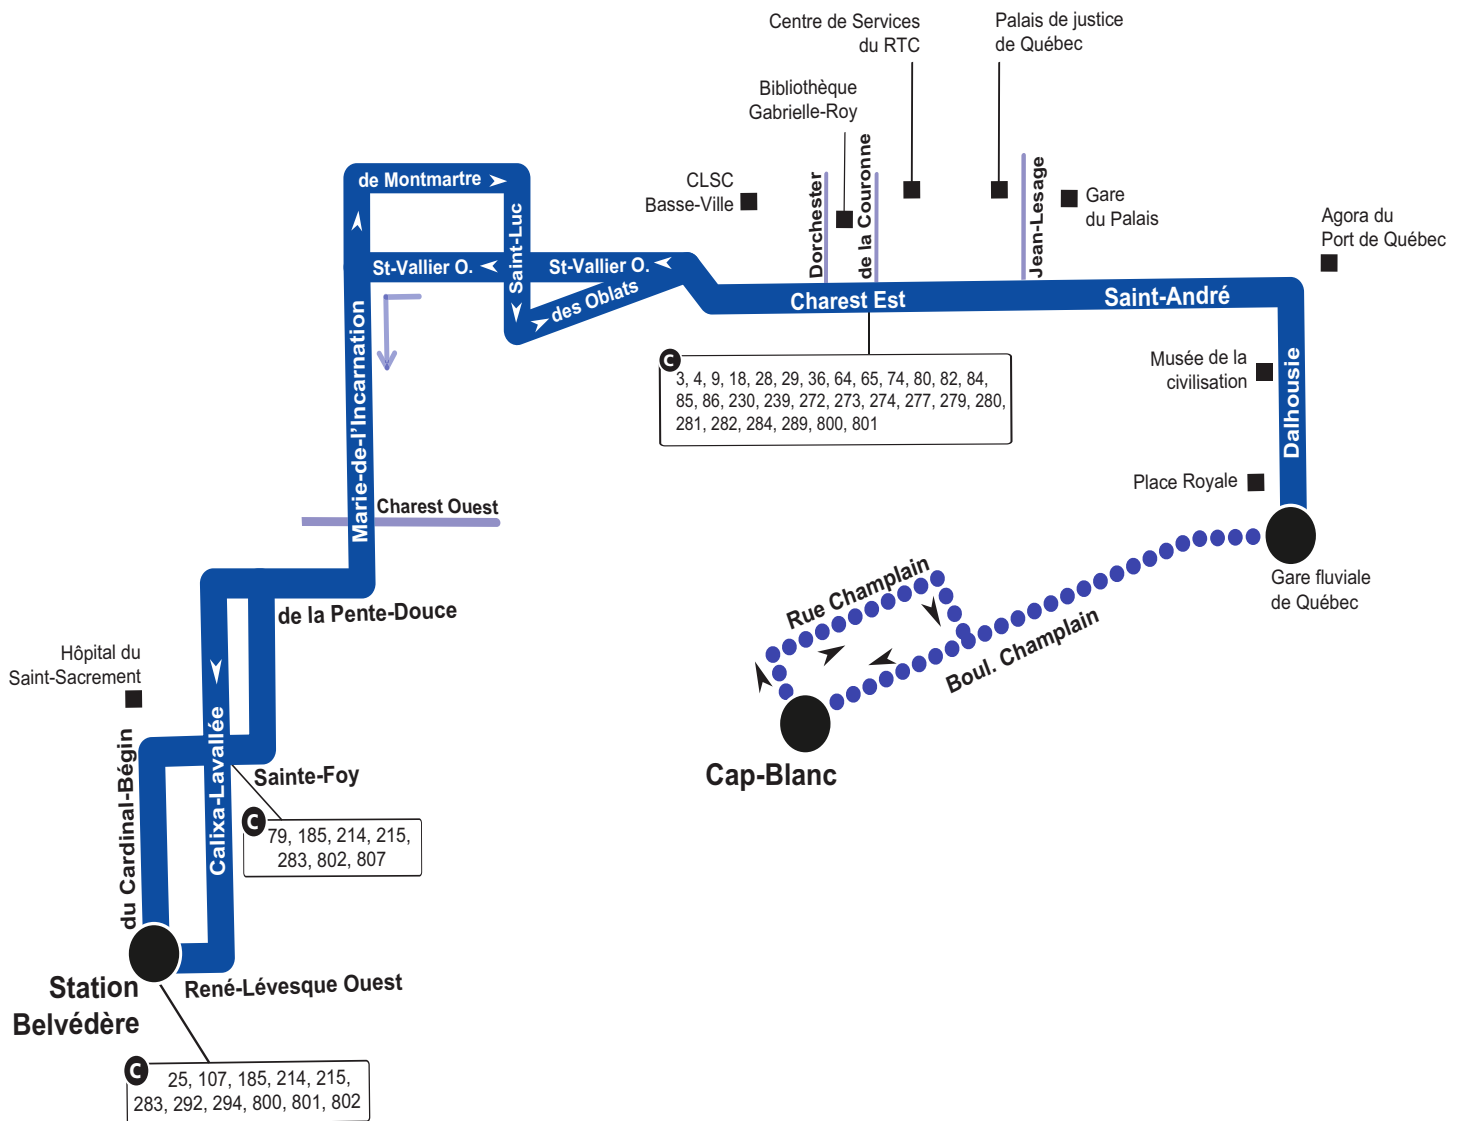 Centre de Services
du RTC
Palais de justice
de Québec
Bibliothèque
Gabrielle-Roy
CLSC
Basse-Ville
Dorchester
de la Couronne
Jean-Lesage
Gare
du Palais
Agora du
Port de Québec
de Montmartre
Saint-Luc
St-Vallier O.
St-Vallier O.
des Oblats
Charest Est
Saint-André
Marie-de-l'Incarnation
C
3, 4, 9, 18, 28, 29, 36, 64, 65, 74, 80, 82, 84,
85, 86, 230, 239, 272, 273, 274, 277, 279, 280,
281, 282, 284, 289, 800, 801
Musée de la
civilisation
Dalhousie
Place Royale
Charest Ouest
Gare fluviale
de Québec
Rue Champlain
Boul. Champlain
Cap-Blanc
de la Pente-Douce
Hôpital du
Saint-Sacrement
du Cardinal-Bégin
Calixa-Lavallée
Sainte-Foy
C
79, 185, 214, 215,
283, 802, 807
Station
Belvédère
René-Lévesque Ouest
C
25, 107, 185, 214, 215,
283, 292, 294, 800, 801, 802